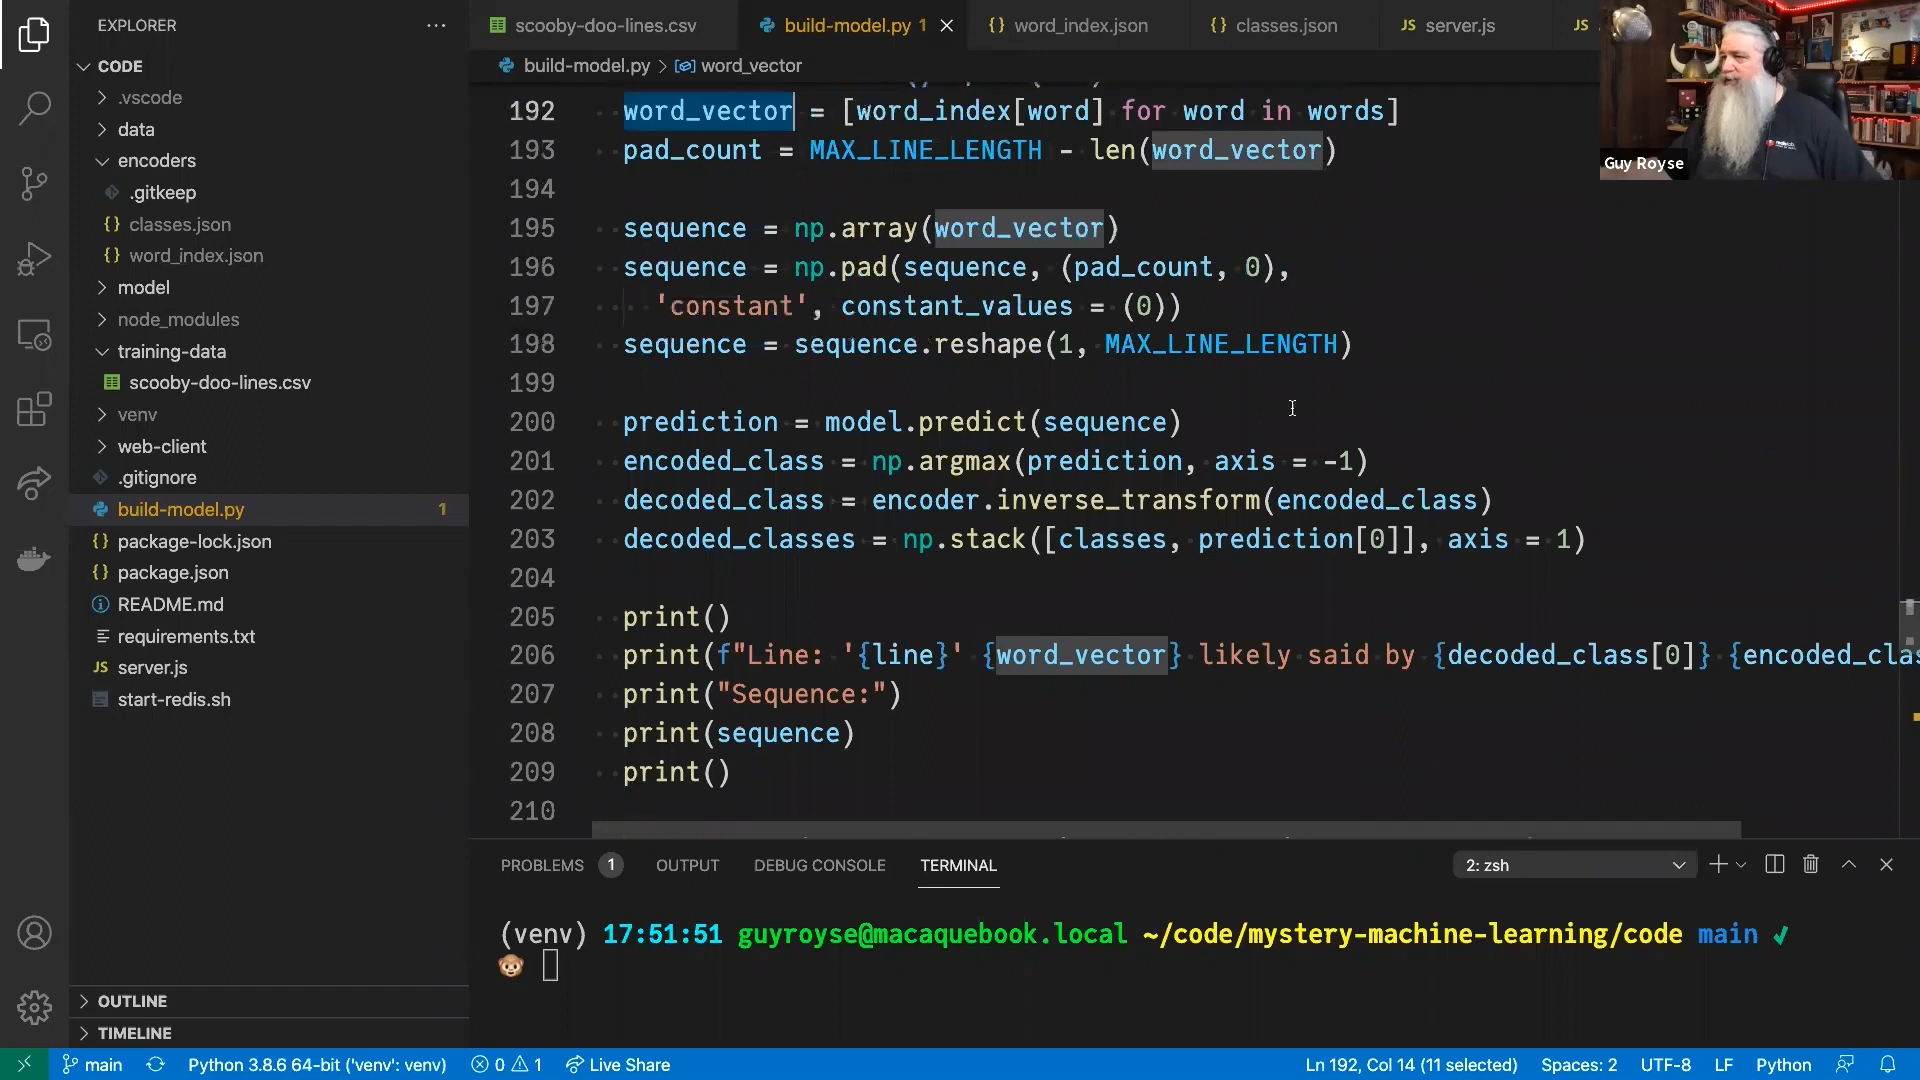 EXPLORER
CODE
.vscode
data
encoders
.gitkeep
classes.json
word_index.json
model
node_modules
training-data
scooby-doo-lines.csv
venv
web-client
.gitignore
build-model.py 1
package-lock.json
package.json
README.md
requirements.txt
JS server.js
start-redis.sh
OUTLINE
TIMELINE
scooby-doo-lines.csv build-model.py 1 {} word_index.json {} classes.json JS server.js JS
build-model.py > word_vector
192 word_vector = [word_index[word] for word in words]
193 pad_count = MAX_LINE_LENGTH - len(word_vector)
194
195 sequence = np.array(word_vector)
196 sequence = np.pad(sequence, (pad_count, 0),
197 'constant', constant_values = (0))
198 sequence = sequence.reshape(1, MAX_LINE_LENGTH)
199
200 prediction = model.predict(sequence)
201 encoded_class = np.argmax(prediction, axis = -1)
202 decoded_class = encoder.inverse_transform(encoded_class)
203 decoded_classes = np.stack([classes, prediction[0]], axis = 1)
204
205 print()
206 print(f"Line: '{line}' {word_vector} likely said by {decoded_class[0]} {encoded_clas
207 print("Sequence:")
208 print(sequence)
209 print()
210
Guy Royse
PROBLEMS 1 OUTPUT DEBUG CONSOLE TERMINAL 2: zsh
(venv) 17:51:51 guyroyse@macaquebook.local ~/code/mystery-machine-learning/code main ✓
main Python 3.8.6 64-bit ('venv': venv) 0 1 Live Share Ln 192, Col 14 (11 selected) Spaces: 2 UTF-8 LF Python